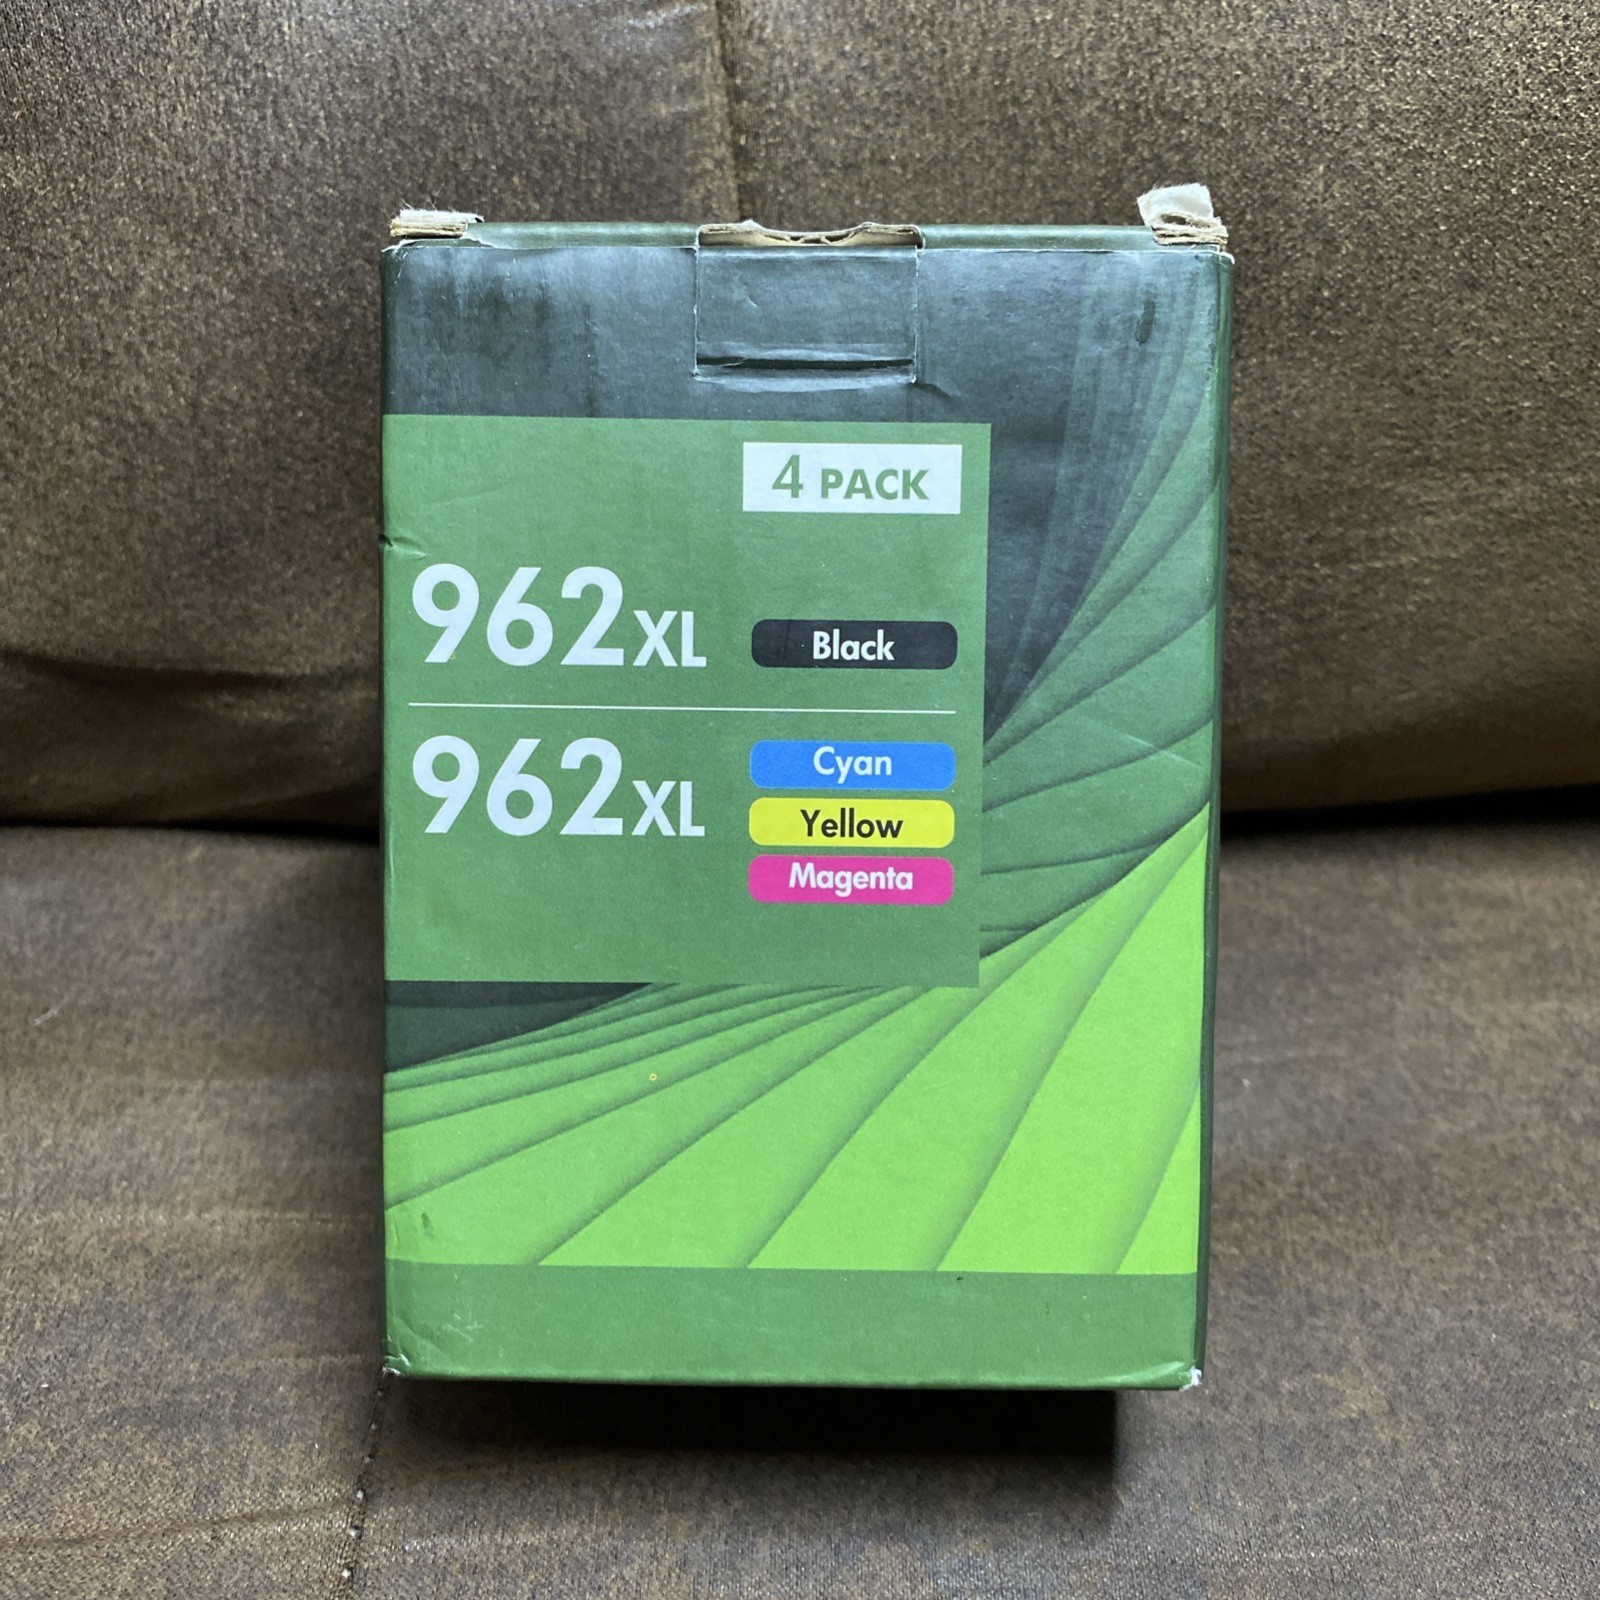 4 PACK
962XL Black
962XL Cyan
Yellow
Magenta